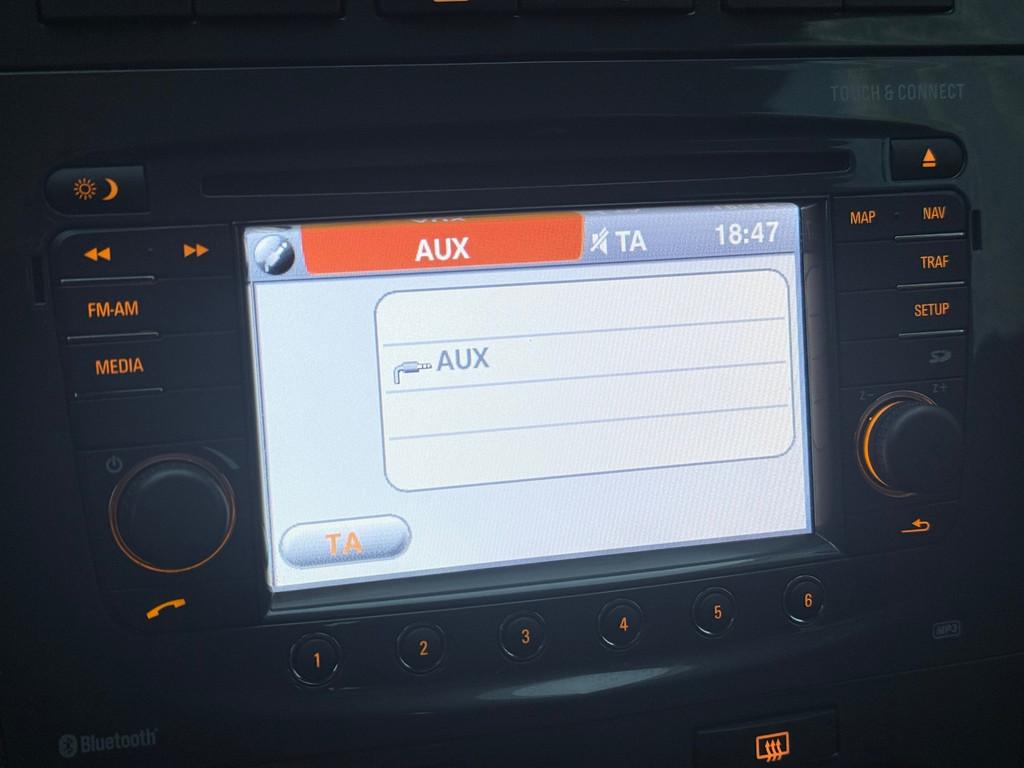 TOUCH & CONNECT
MAP
NAV
AUX
TA
18:47
TRAF
FM-AM
SETUP
MEDIA
AUX
Z-
Z+
TA
1
2
3
4
5
6
MP3
Bluetooth